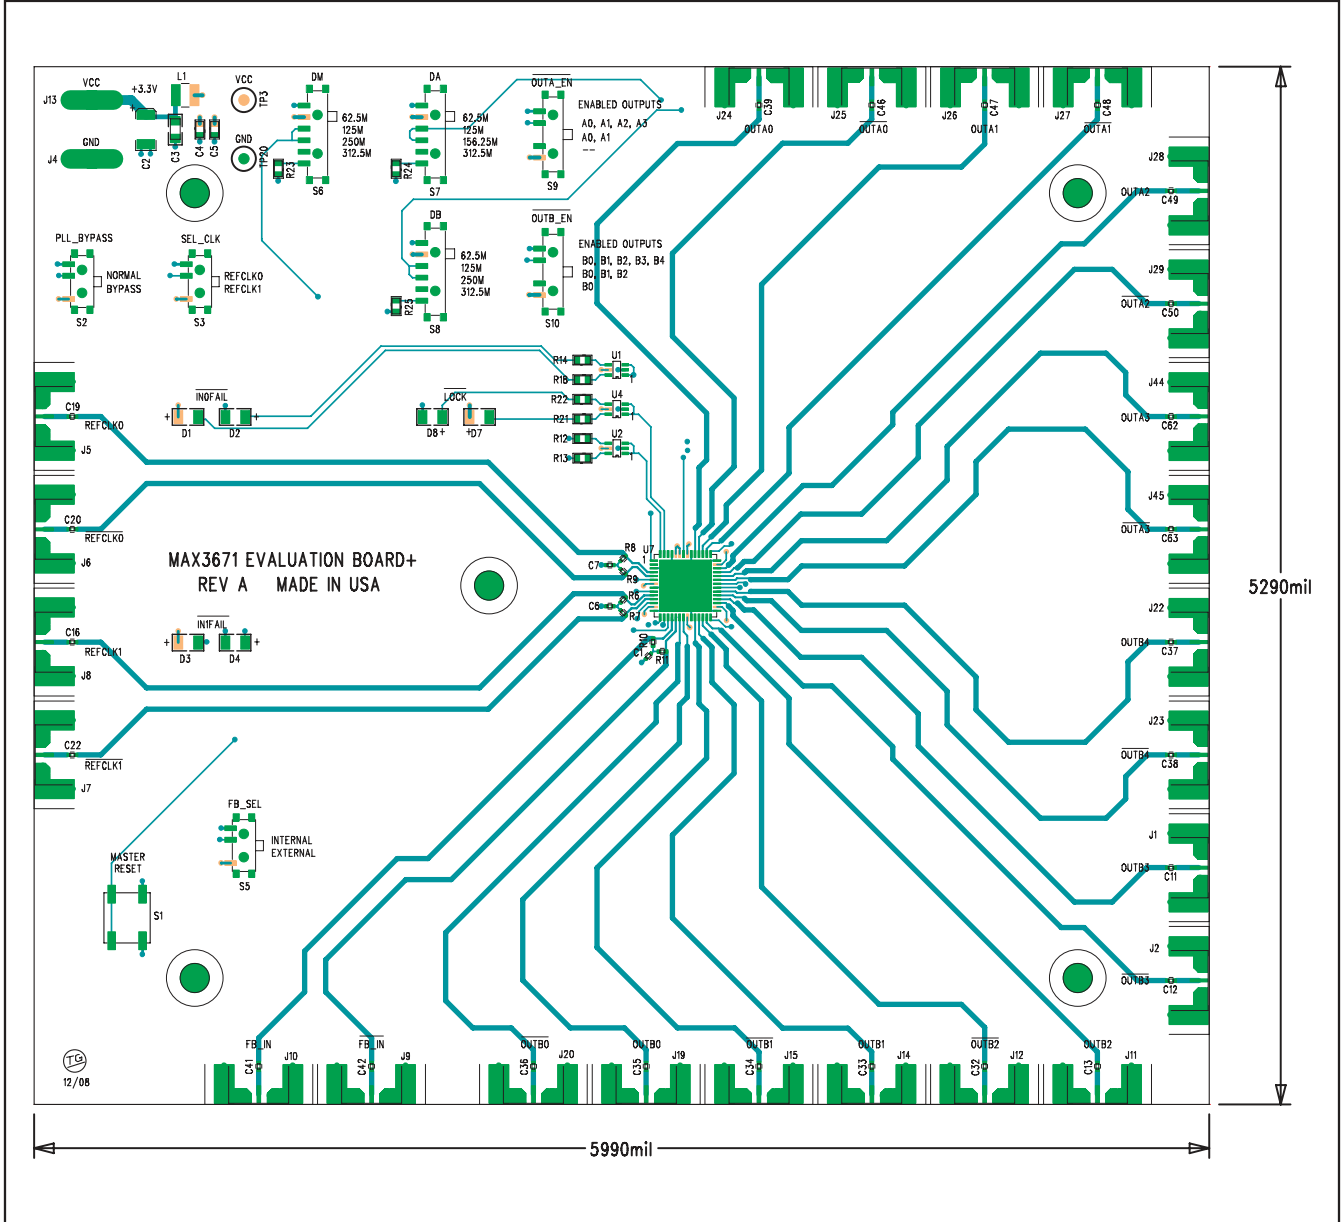 VCC
J13
+3.3V
+
GND
J4
C2
L1
C3
C4
C5
VCC
TP3
GND
TP20
DM
62.5M
125M
250M
312.5M
R23
S6
DA
62.5M
125M
156.25M
312.5M
R24
S7
OUTA_EN
ENABLED OUTPUTS
A0, A1, A2, A3
A0, A1
--
S9
J24
C39
OUTA0
J25
C46
OUTA0
J26
C47
OUTA1
J27
C48
OUTA1
J28
OUTA2
C49
J29
OUTA2
C50
J44
OUTA3
C62
J45
OUTA3
C63
J22
OUTB4
C37
J23
OUTB4
C38
J1
OUTB3
C11
J2
OUTB3
C12
PLL_BYPASS
NORMAL
BYPASS
S2
SEL_CLK
REFCLK0
REFCLK1
S3
DB
62.5M
125M
250M
312.5M
R25
S8
OUTB_EN
ENABLED OUTPUTS
B0, B1, B2, B3, B4
B0, B1, B2
B0
S10
R14
R18
R22
R21
R12
R13
U1
1
U4
1
U2
1
C19
REFCLK0
J5
IN0FAIL
+
D1
D2
+
LOCK
D8+
+D7
C20
REFCLK0
J6
MAX3671 EVALUATION BOARD+
REV A MADE IN USA
R8
C7
R9
U7
1
R6
C6
R7
R10
C1
R11
IN1FAIL
+
D3
D4
+
C16
REFCLK1
J8
C22
REFCLK1
J7
FB_SEL
INTERNAL
EXTERNAL
S5
MASTER
RESET
S1
TG
12/08
FB_IN
C41
J10
FB_IN
C42
J9
OUTB0
C36
J20
OUTB0
C35
J19
OUTB1
C34
J15
OUTB1
C33
J14
OUTB2
C32
J12
OUTB2
C13
J11
5290mil
5990mil